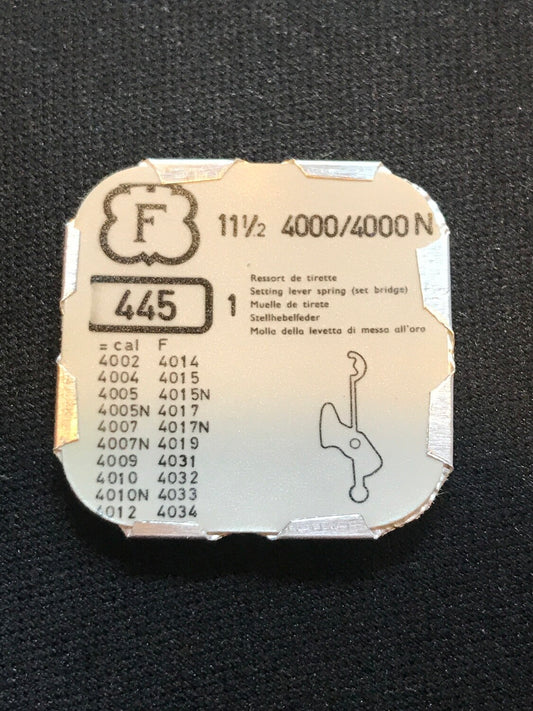 F 11½ 4000/4000 N
445 1
Ressort de tirette
Setting lever spring (set bridge)
Muelle de tirete
Stellhebelfeder
Molla della levetta di messa all'ora
= cal F
4002 4014
4004 4015
4005 4015N
4005N 4017
4007 4017N
4007N 4019
4009 4031
4010 4032
4010N 4033
4012 4034